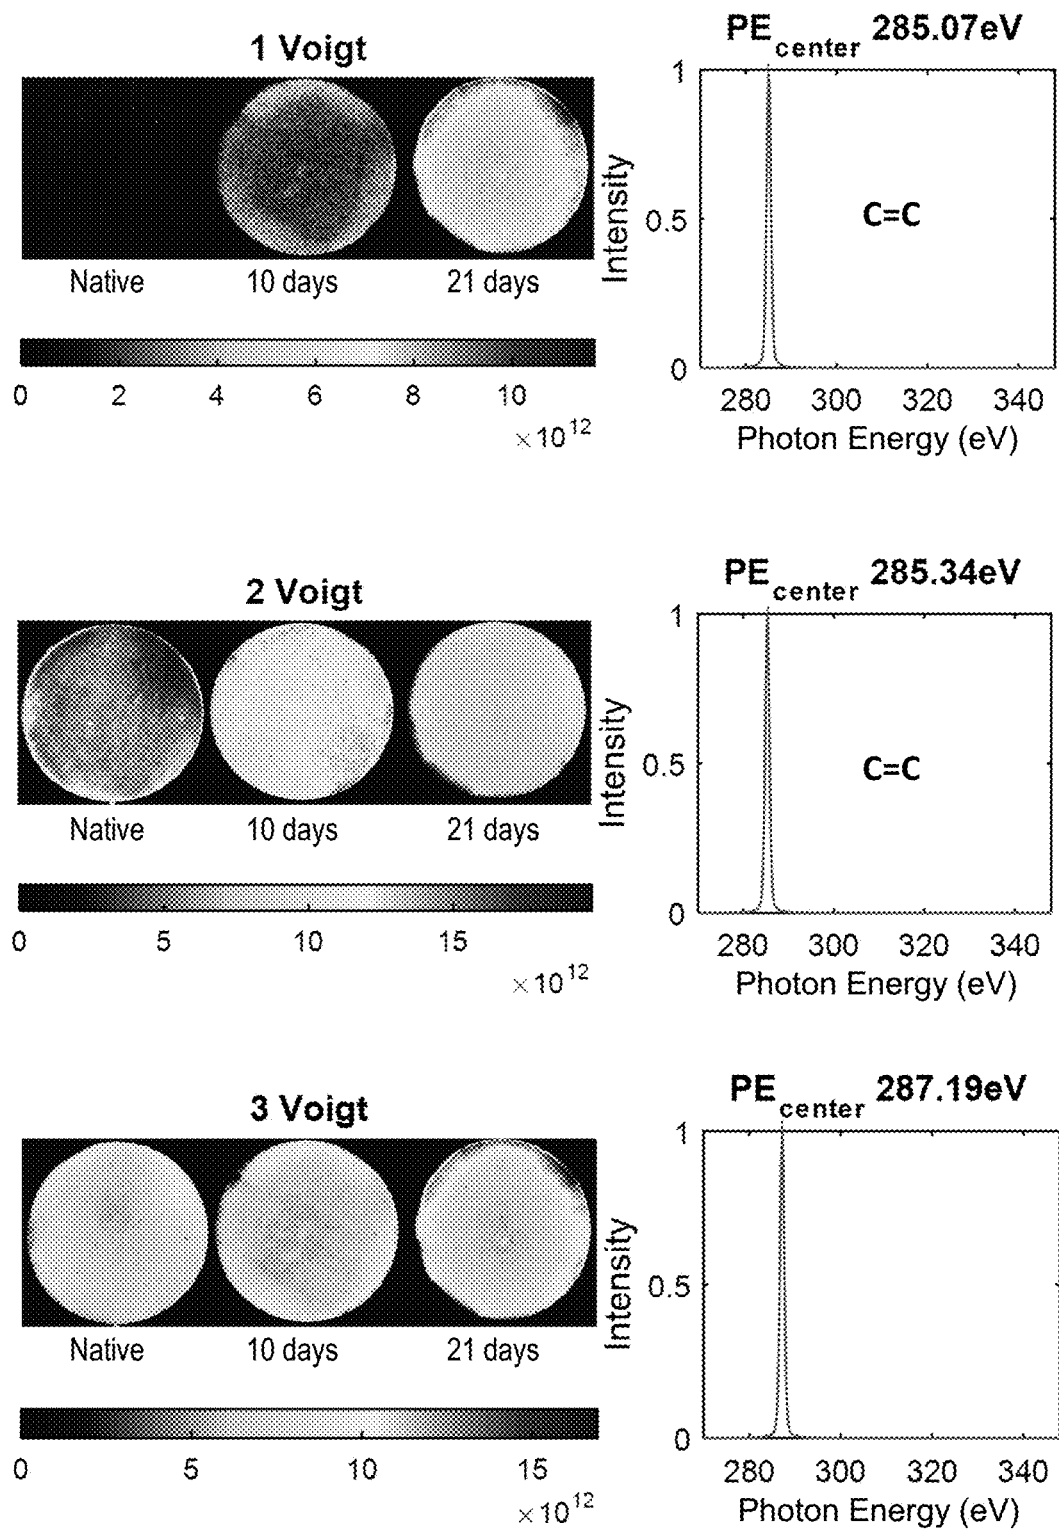 1 Voigt
Native 10 days 21 days
0 2 4 6 8 10
×10^12
PE_center 285.07eV
Intensity
1
0.5
0
C=C
280 300 320 340
Photon Energy (eV)
2 Voigt
Native 10 days 21 days
0 5 10 15
×10^12
PE_center 285.34eV
Intensity
1
0.5
0
C=C
280 300 320 340
Photon Energy (eV)
3 Voigt
Native 10 days 21 days
0 5 10 15
×10^12
PE_center 287.19eV
Intensity
1
0.5
0
280 300 320 340
Photon Energy (eV)